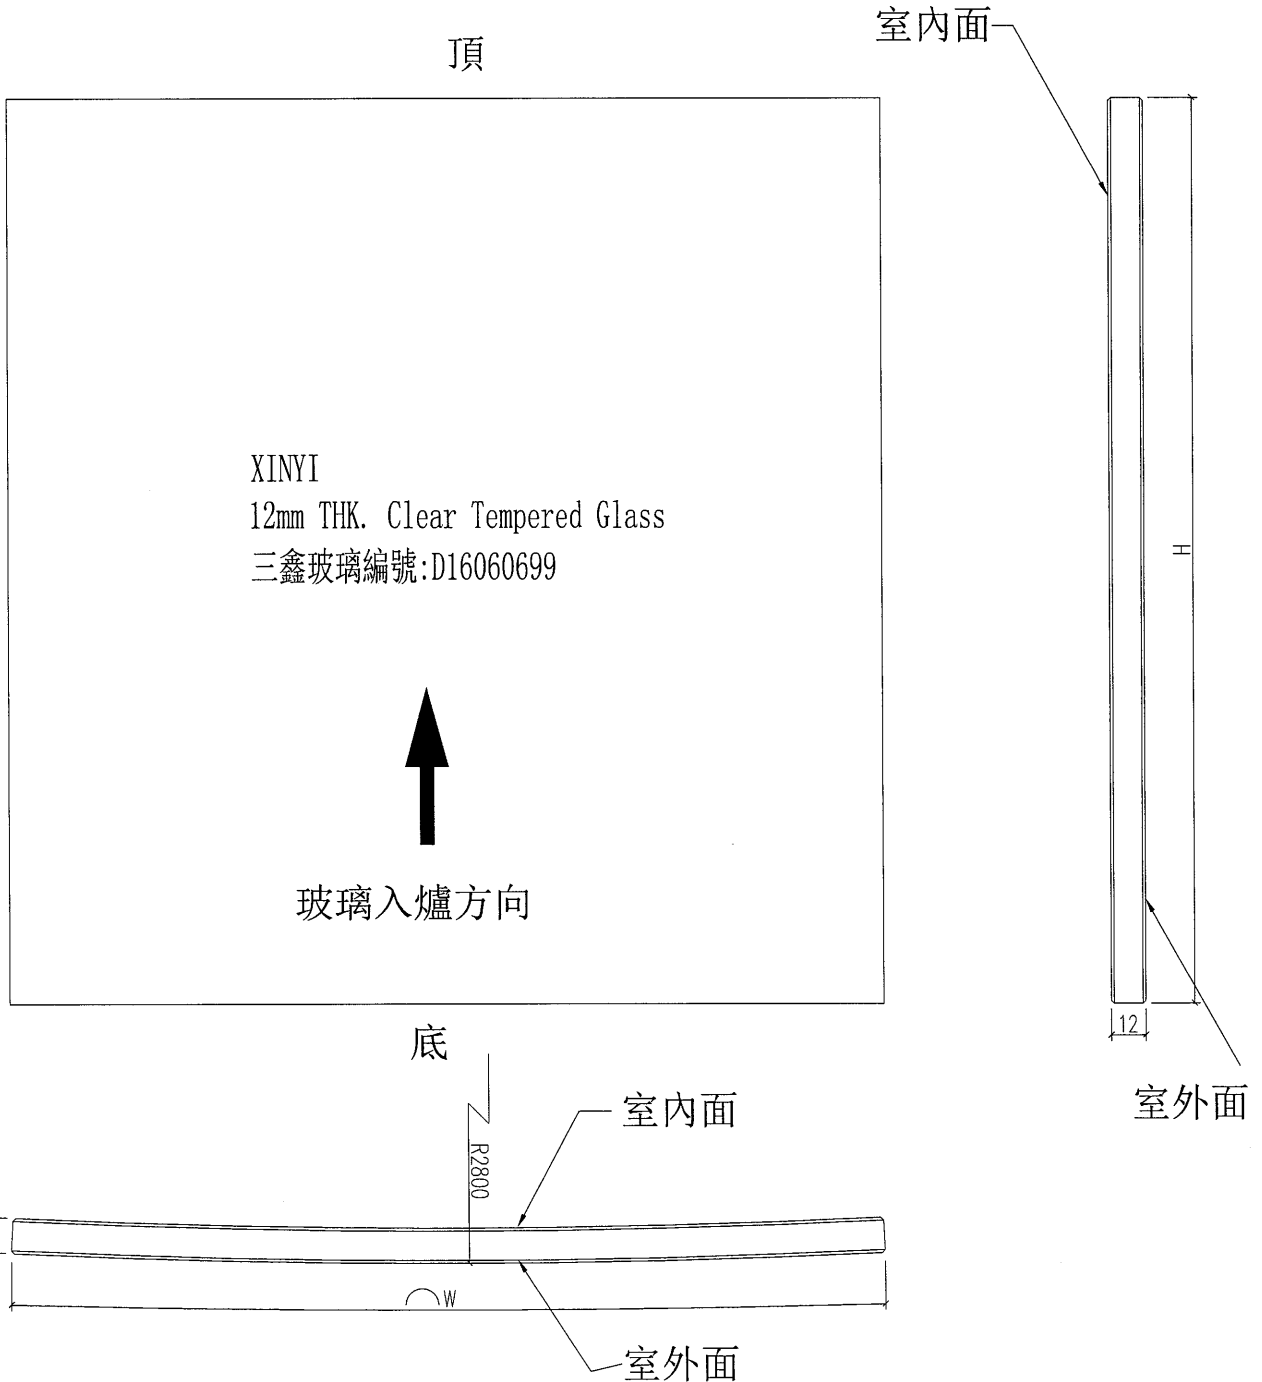 室內面
頂
XINYI
12mm THK. Clear Tempered Glass
三鑫玻璃編號:D16060699
H
玻璃入爐方向
12
底
室外面
室內面
R2800
W
室外面